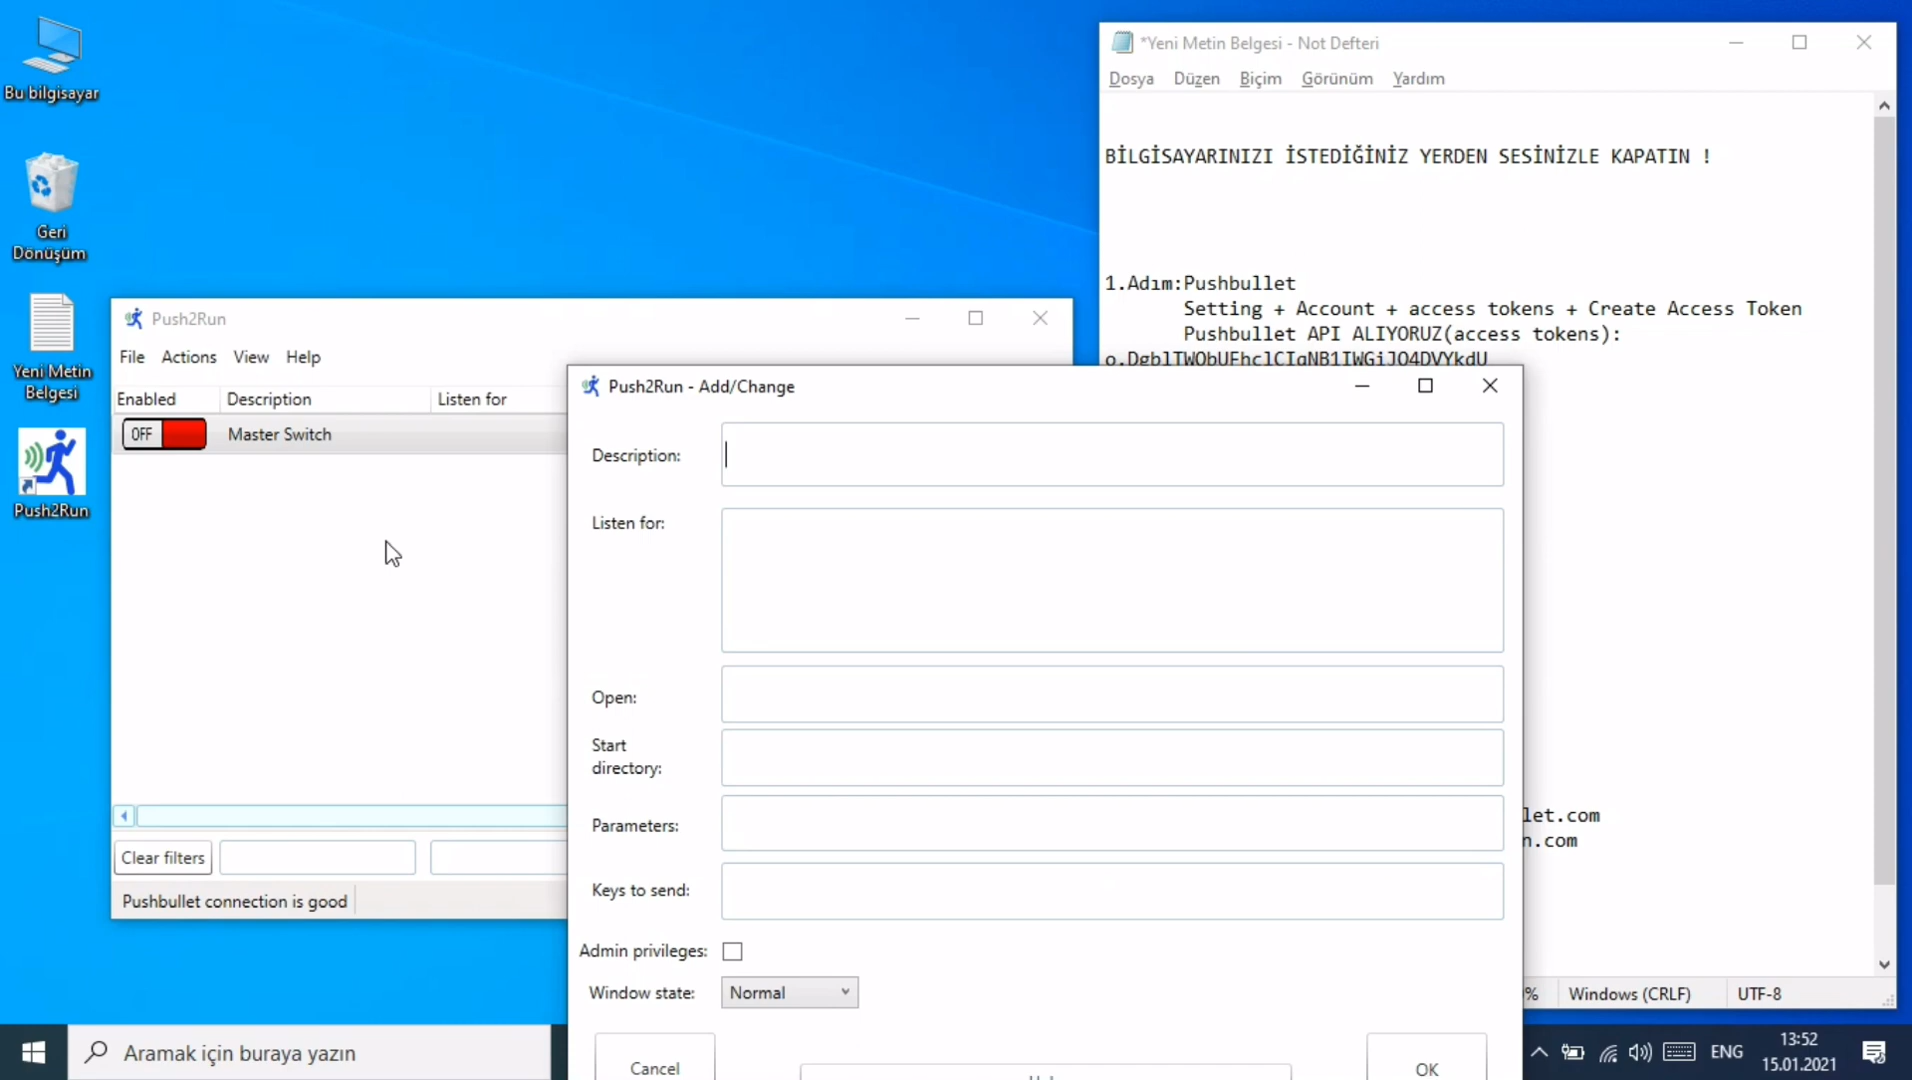 Bu bilgisayar
Geri
Dönüşüm
Yeni Metin
Belgesi
Push2Run
*Yeni Metin Belgesi - Not Defteri
Dosya Düzen Biçim Görünüm Yardım
BİLGİSAYARINIZI İSTEDİĞİNİZ YERDEN SESİNİZLE KAPATIN !
1.Adım:Pushbullet
Setting + Account + access tokens + Create Access Token
Pushbullet API ALIYORUZ(access tokens):
let.com
n.com
% Windows (CRLF) UTF-8
Push2Run
File Actions View Help
Enabled Description Listen for
OFF Master Switch
Clear filters
Pushbullet connection is good
Push2Run - Add/Change
Description:
Listen for:
Open:
Start
directory:
Parameters:
Keys to send:
Admin privileges:
Window state: Normal
Cancel OK
Aramak için buraya yazın
ENG
13:52
15.01.2021